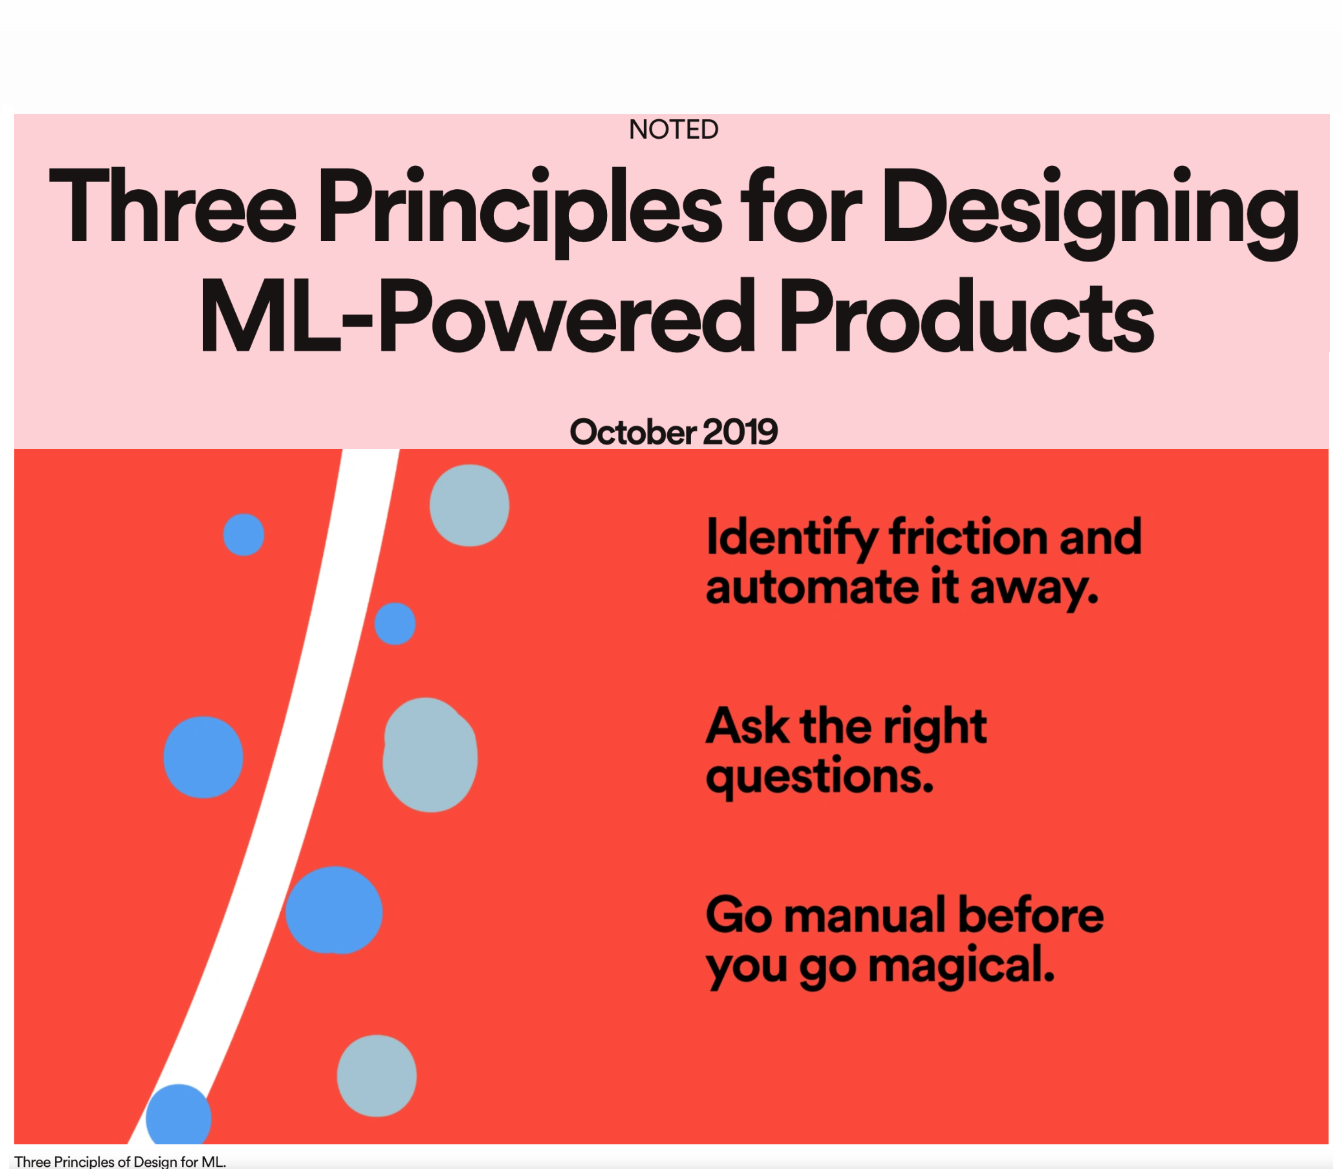 NOTED
Three Principles for Designing
ML-Powered Products
October 2019
Identify friction and
automate it away.
Ask the right
questions.
Go manual before
you go magical.
Three Principles of Design for ML.